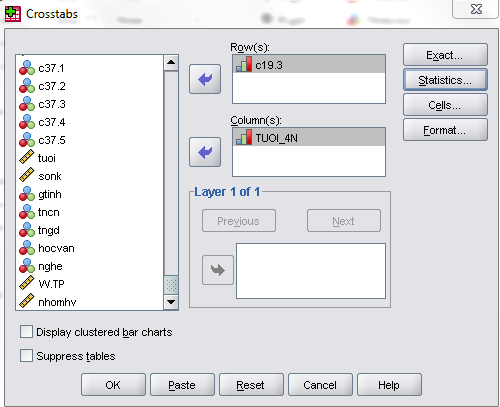 Crosstabs
c37.1
c37.2
c37.3
c37.4
c37.5
tuoi
sonk
gtinh
tncn
tngd
hocvan
nghe
VV.TP
nhomhv
Row(s):
c19.3
Column(s):
TUOI_4N
Layer 1 of 1
Previous
Next
Exact...
Statistics...
Cells...
Format...
Display clustered bar charts
Suppress tables
OK
Paste
Reset
Cancel
Help